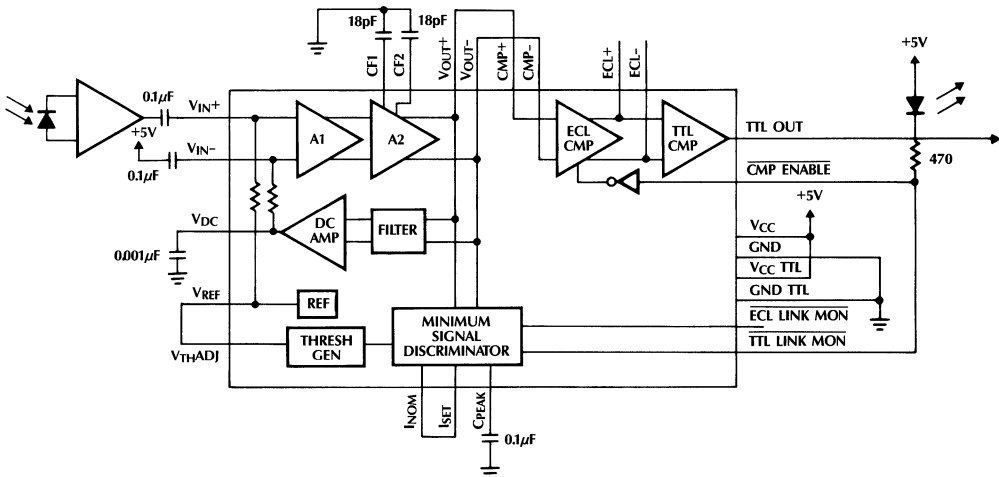 18pF
18pF
CF1
CF2
VOUT+
VOUT−
CMP+
CMP−
ECL+
ECL−
+5V
0.1µF
VIN+
+5V
VIN−
0.1µF
A1
A2
ECL
CMP
TTL
CMP
TTL OUT
470
CMP ENABLE
+5V
VDC
DC
AMP
FILTER
0.001µF
VCC
GND
VCC TTL
GND TTL
VREF
REF
ECL LINK MON
MINIMUM
SIGNAL
DISCRIMINATOR
THRESH
GEN
TTL LINK MON
VTHADJ
INOM
ISET
CPEAK
0.1µF